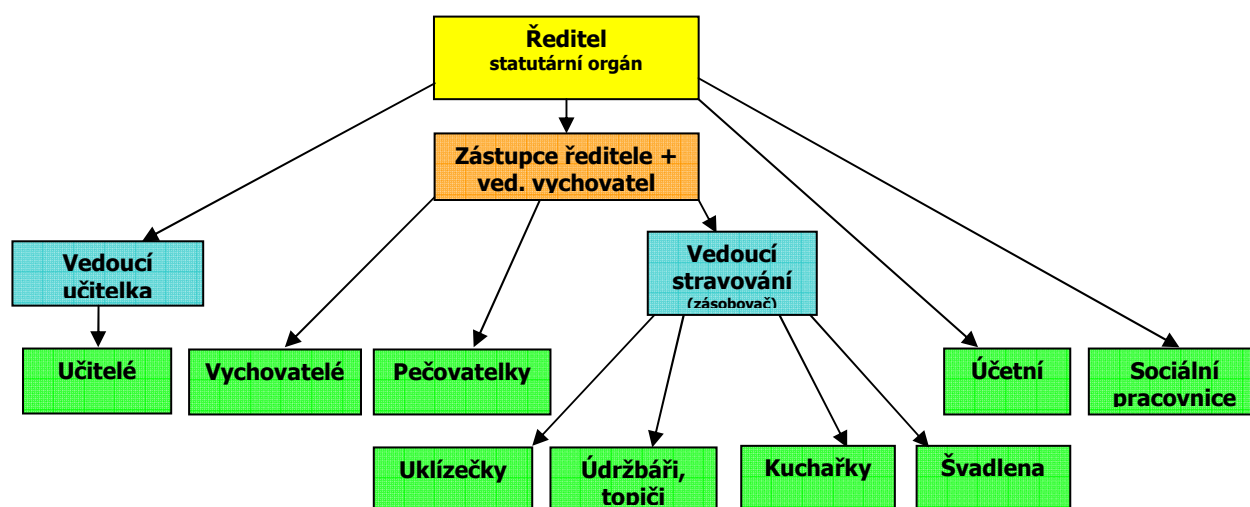 Ředitel
statutární orgán
Zástupce ředitele +
ved. vychovatel
Vedoucí
učitelka
Vedoucí
stravování
(zásobovač)
Učitelé
Vychovatelé
Pečovatelky
Účetní
Sociální
pracovnice
Uklízečky
Údržbáři,
topiči
Kuchařky
Švadlena